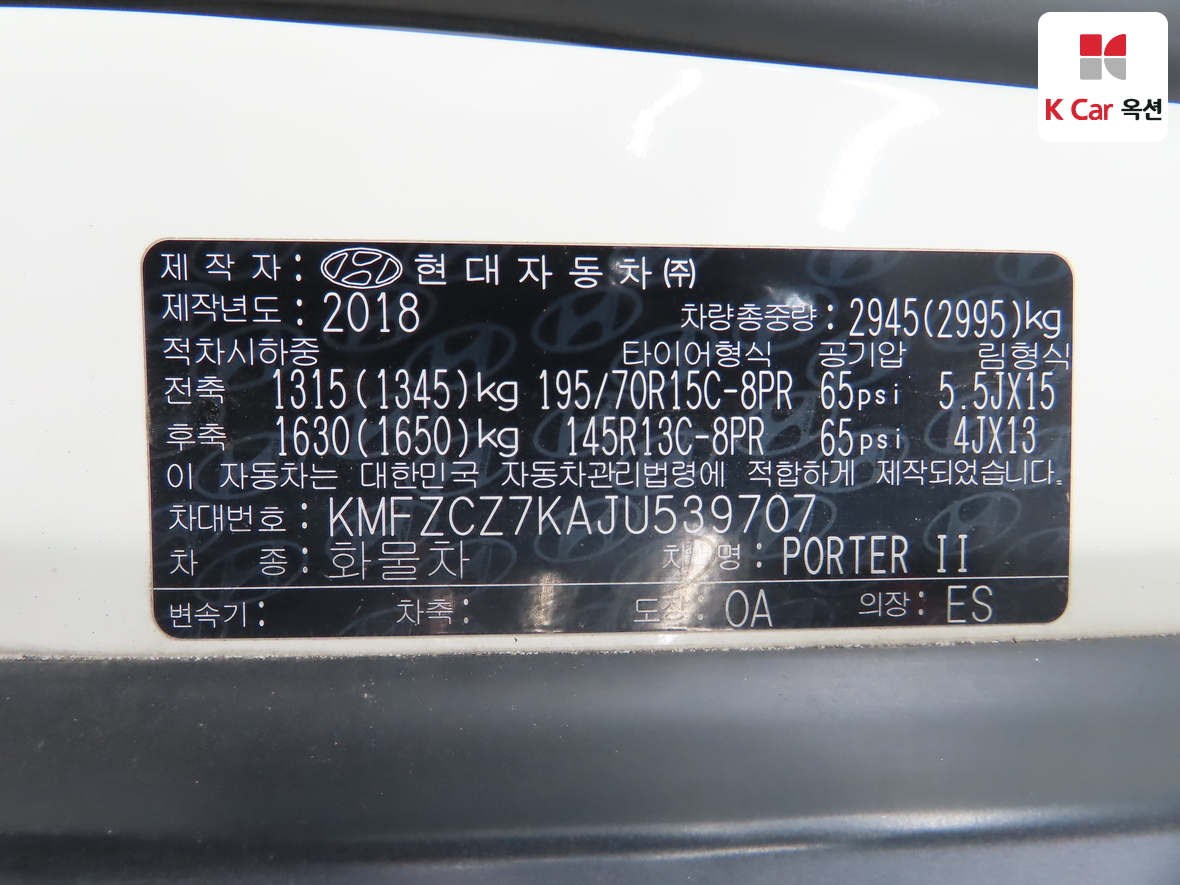 K Car 옥션
제 작 자 : 현대자동차㈜
제작년도 : 2018 차량총중량 : 2945(2995)kg
적차시하중 타이어형식 공기압 림형식
전축 1315(1345)kg 195/70R15C-8PR 65psi 5.5JX15
후축 1630(1650)kg 145R13C-8PR 65psi 4JX13
이 자동차는 대한민국 자동차관리법령에 적합하게 제작되었습니다.
차대번호 : KMFZCZ7KAJU539707
차 종 : 화물차 차량명 : PORTER II
변속기 : 차축 : 도장 : OA 의장 : ES